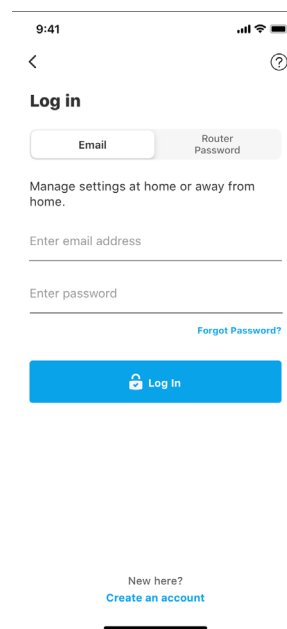 9:41
Log in
Email
Router
Password
Manage settings at home or away from
home.
Enter email address
Enter password
Forgot Password?
Log In
New here?
Create an account